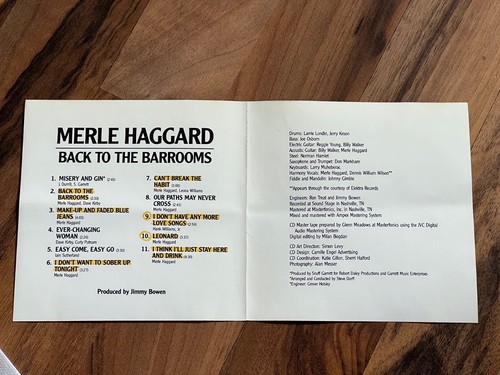 MERLE HAGGARD
BACK TO THE BARROOMS
1. MISERY AND GIN* (2:49)
J. Durrill, S. Garrett
2. BACK TO THE
BARROOMS
Merle Haggard, Dave Kirby
3. MAKE-UP AND FADED BLUE
JEANS
Merle Haggard
4. EVER-CHANGING
WOMAN
Dave Kirby, Curly Putnam
5. EASY COME, EASY GO
Iain Sutherland
6. I DON'T WANT TO SOBER UP
TONIGHT (3:27)
Merle Haggard
7. CAN'T BREAK THE
HABIT
Merle Haggard, Leona Williams
8. OUR PATHS MAY NEVER
CROSS
Merle Haggard
9. I DON'T HAVE ANY MORE
LOVE SONGS
Hank Williams, Jr.
10. LEONARD
Merle Haggard
11. I THINK I'LL JUST STAY HERE
AND DRINK
Merle Haggard
Produced by Jimmy Bowen
Drums: Larrie Londin, Jerry Kroon
Bass: Joe Osborn
Electric Guitar: Reggie Young, Billy Walker
Acoustic Guitar: Billy Walker, Merle Haggard
Steel: Norman Hamlet
Saxophone and Trumpet: Don Markham
Keyboards: Larry Muhoberac
Harmony Vocals: Merle Haggard, Dennis William Wilson**
Fiddle and Mandolin: Johnny Gimble
**Appears through the courtesy of Elektra Records
Engineers: Ron Treat and Jimmy Bowen
Recorded at Sound Stage in Nashville, TN
Mastered at Masterfonics, Inc. in Nashville, TN
Mixed and mastered with Ampex Mastering System
CD Master tape prepared by Glenn Meadows at Masterfonics using the JVC Digital
Audio Mastering System
Digital editing by Milan Bogdan
CD Art Direction: Simon Levy
CD Design: Camille Engel Advertising
CD Coordination: Katie Gillon, Sherri Halford
Photography: Alan Messer
*Produced by Snuff Garrett for Robert Daley Productions and Garrett Music Enterprises
*Arranged and Conducted by Steve Dorff
*Engineer: Grover Helsley